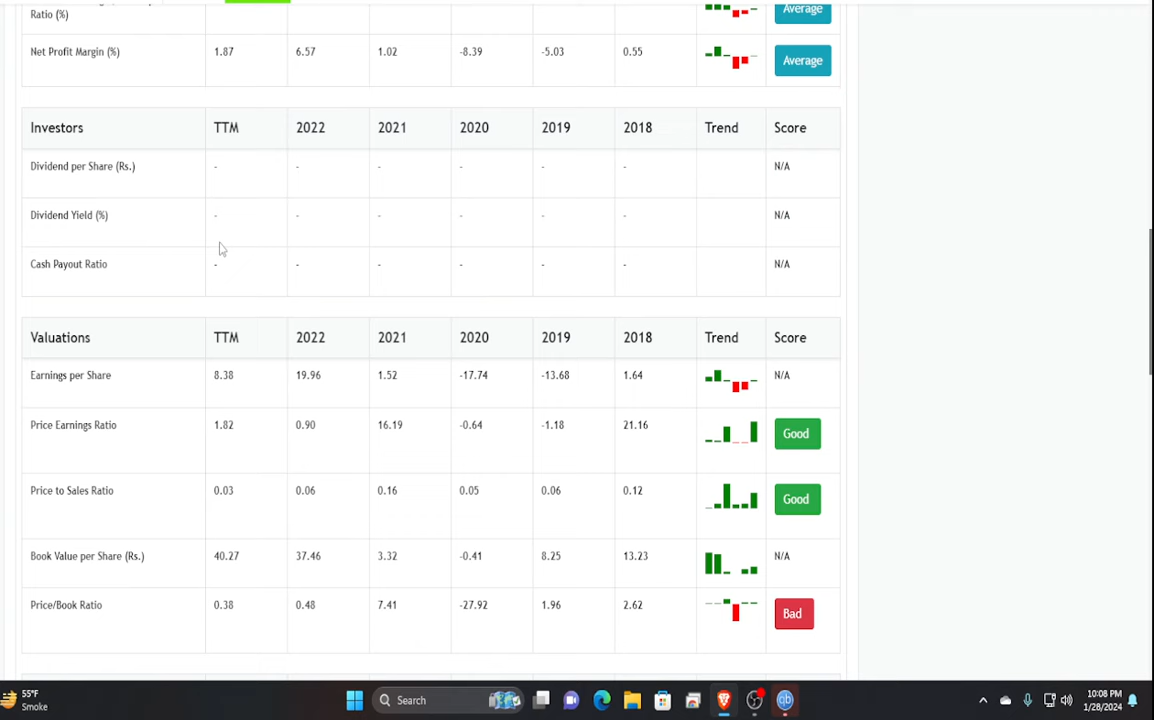 Ratio (%) Average
Net Profit Margin (%) 1.87 6.57 1.02 -8.39 -5.03 0.55 Average
Investors TTM 2022 2021 2020 2019 2018 Trend Score
Dividend per Share (Rs.) - - - - - - N/A
Dividend Yield (%) - - - - - - N/A
Cash Payout Ratio - - - - - - N/A
Valuations TTM 2022 2021 2020 2019 2018 Trend Score
Earnings per Share 8.38 19.96 1.52 -17.74 -13.68 1.64 N/A
Price Earnings Ratio 1.82 0.90 16.19 -0.64 -1.18 21.16 Good
Price to Sales Ratio 0.03 0.06 0.16 0.05 0.06 0.12 Good
Book Value per Share (Rs.) 40.27 37.46 3.32 -0.41 8.25 13.23 N/A
Price/Book Ratio 0.38 0.48 7.41 -27.92 1.96 2.62 Bad
55°F
Smoke
Search
qb
10:08 PM
1/28/2024